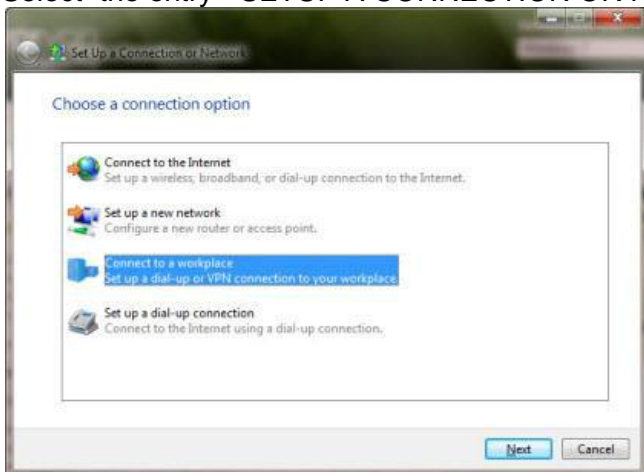 Set Up a Connection or Network
Choose a connection option
Connect to the Internet
Set up a wireless, broadband, or dial-up connection to the Internet.
Set up a new network
Configure a new router or access point.
Connect to a workplace
Set up a dial-up or VPN connection to your workplace.
Set up a dial-up connection
Connect to the Internet using a dial-up connection.
Next
Cancel